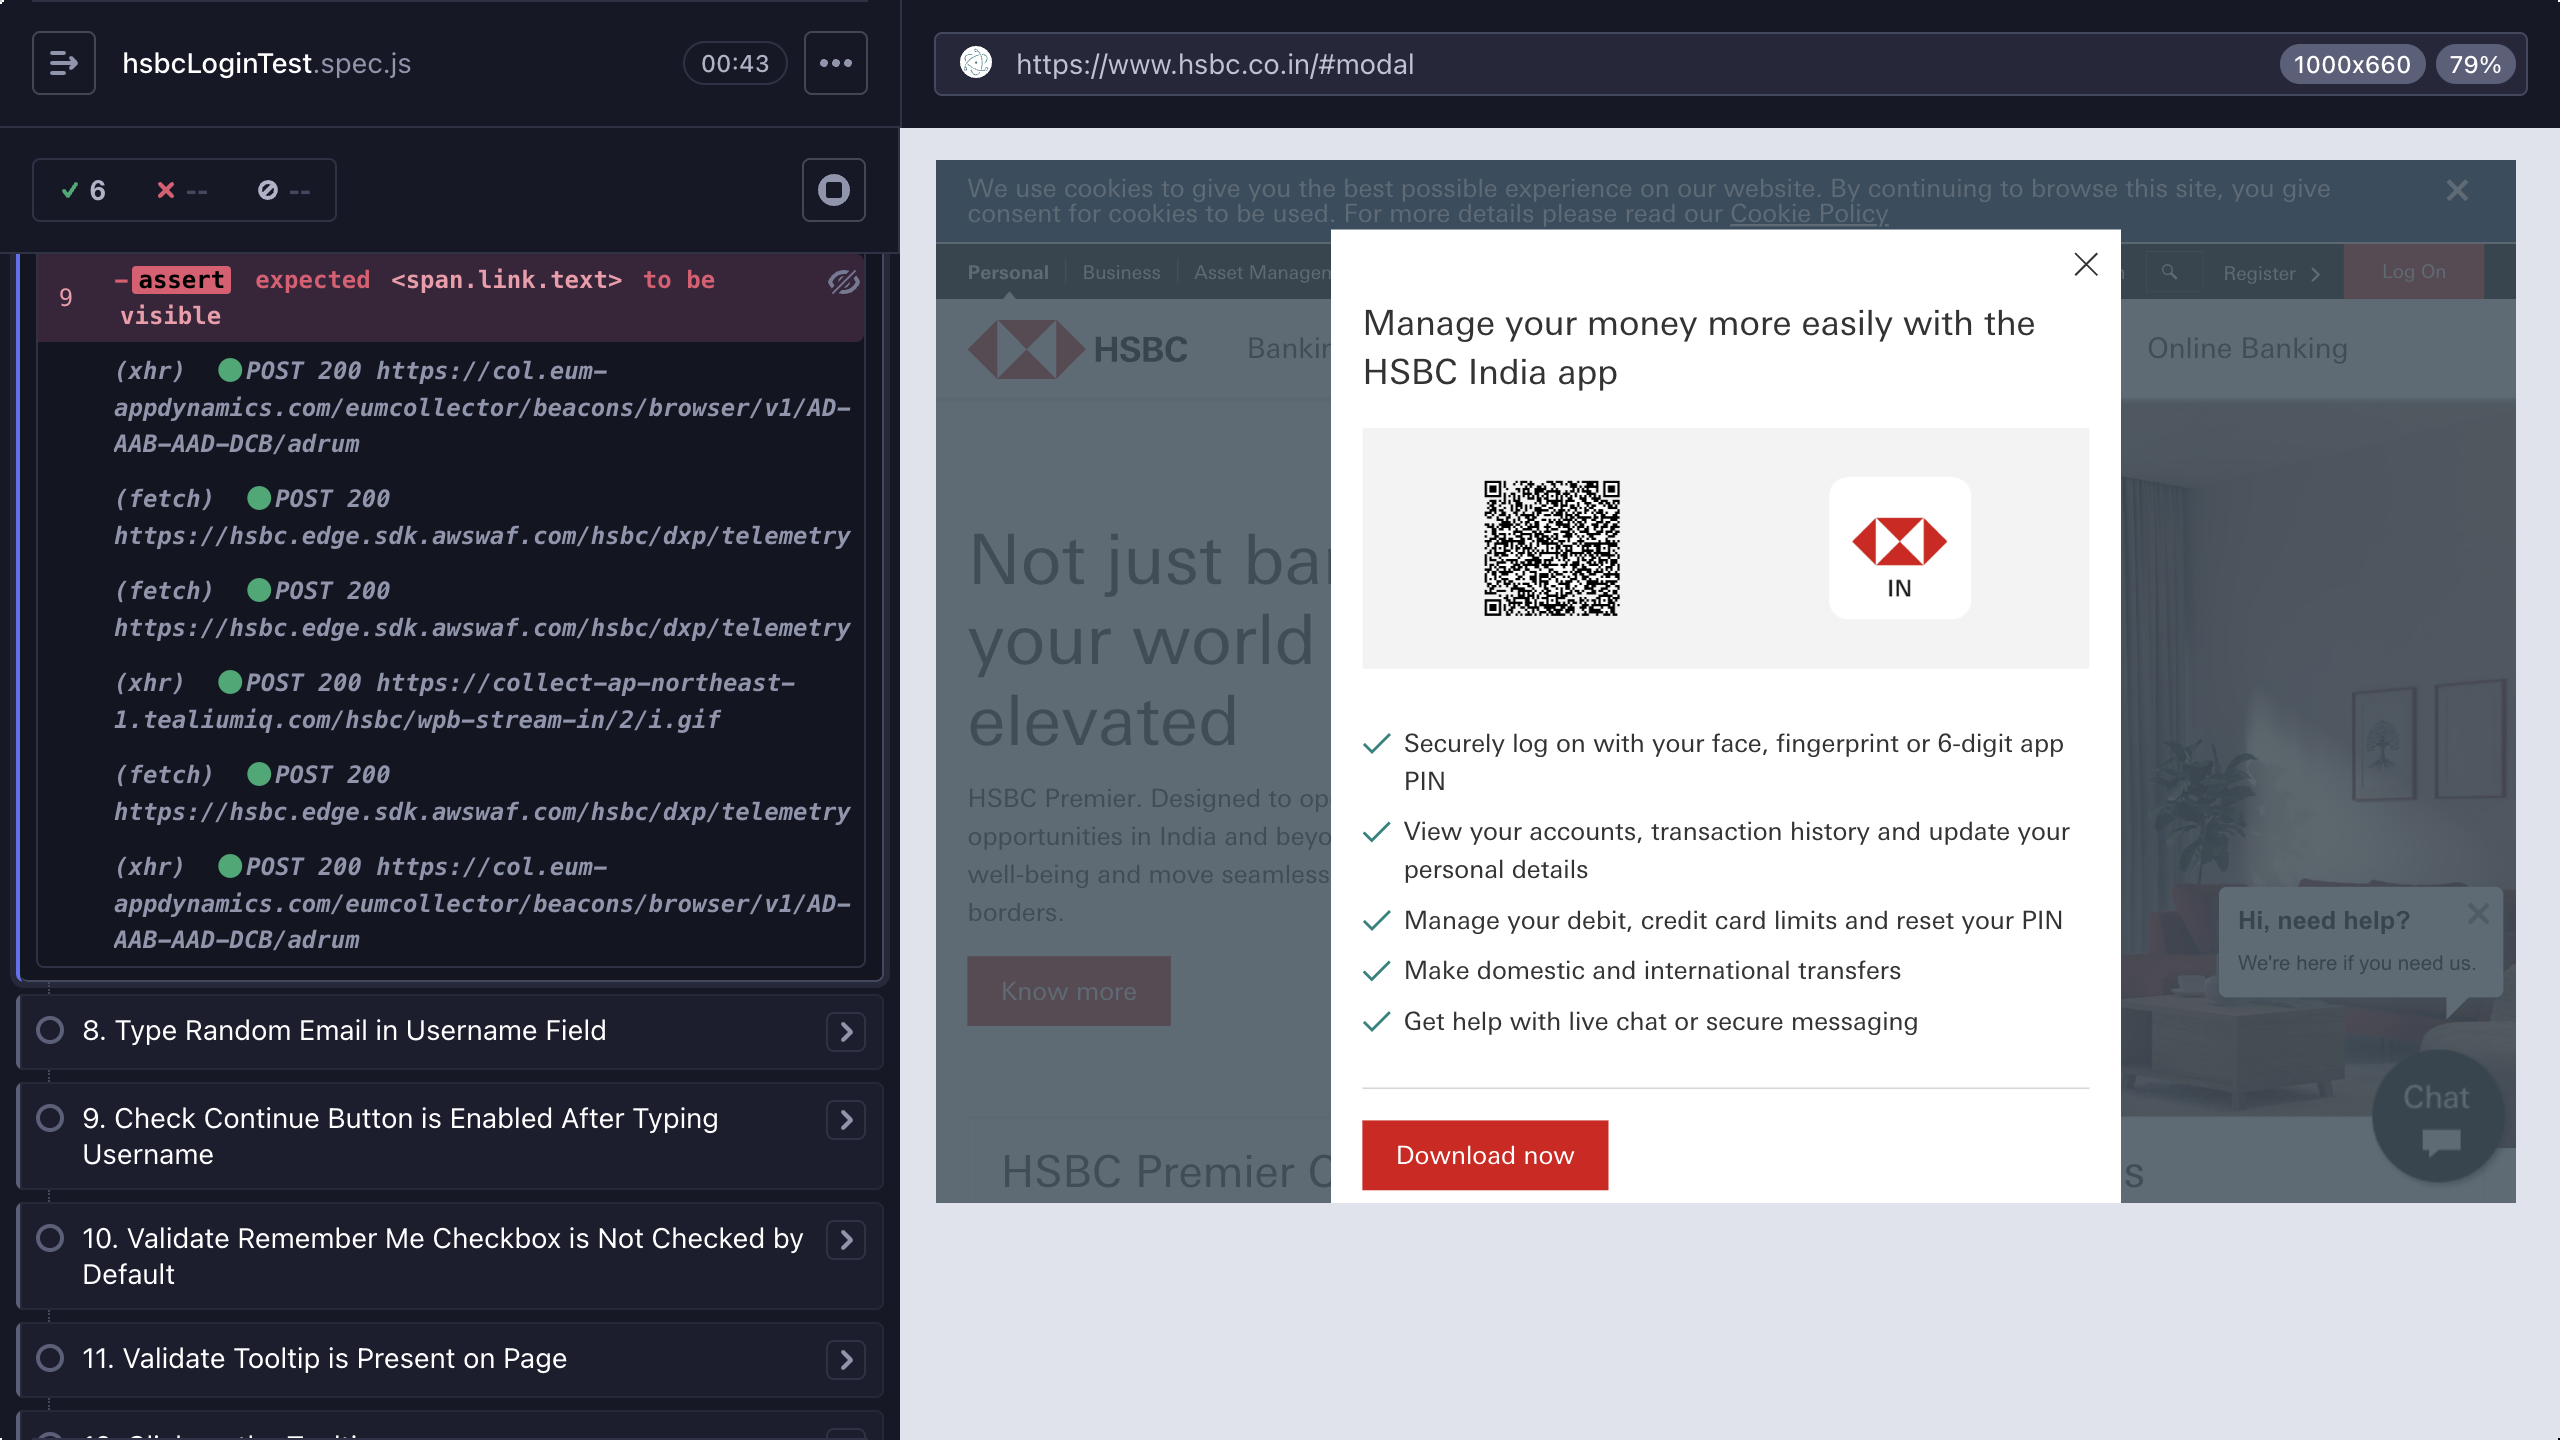 hsbcLoginTest.spec.js
00:43
https://www.hsbc.co.in/#modal
1000x660
79%
6
--
--
9
-assert expected <span.link.text> to be
visible
(xhr) POST 200 https://col.eum-
appdynamics.com/eumcollector/beacons/browser/v1/AD-
AAB-AAD-DCB/adrum
(fetch) POST 200
https://hsbc.edge.sdk.awswaf.com/hsbc/dxp/telemetry
(fetch) POST 200
https://hsbc.edge.sdk.awswaf.com/hsbc/dxp/telemetry
(xhr) POST 200 https://collect-ap-northeast-
1.tealiumiq.com/hsbc/wpb-stream-in/2/i.gif
(fetch) POST 200
https://hsbc.edge.sdk.awswaf.com/hsbc/dxp/telemetry
(xhr) POST 200 https://col.eum-
appdynamics.com/eumcollector/beacons/browser/v1/AD-
AAB-AAD-DCB/adrum
8. Type Random Email in Username Field
9. Check Continue Button is Enabled After Typing
Username
10. Validate Remember Me Checkbox is Not Checked by
Default
11. Validate Tooltip is Present on Page
We use cookies to give you the best possible experience on our website. By continuing to browse this site, you give
consent for cookies to be used. For more details please read our Cookie Policy
Personal
Business
Asset Managen
Register
Log On
HSBC
Bankin
Online Banking
Not just ba
your world
elevated
HSBC Premier. Designed to op
opportunities in India and beyo
well-being and move seamless
borders.
Know more
HSBC Premier C
s
Manage your money more easily with the
HSBC India app
IN
Securely log on with your face, fingerprint or 6-digit app
PIN
View your accounts, transaction history and update your
personal details
Manage your debit, credit card limits and reset your PIN
Make domestic and international transfers
Get help with live chat or secure messaging
Download now
Hi, need help?
We're here if you need us.
Chat